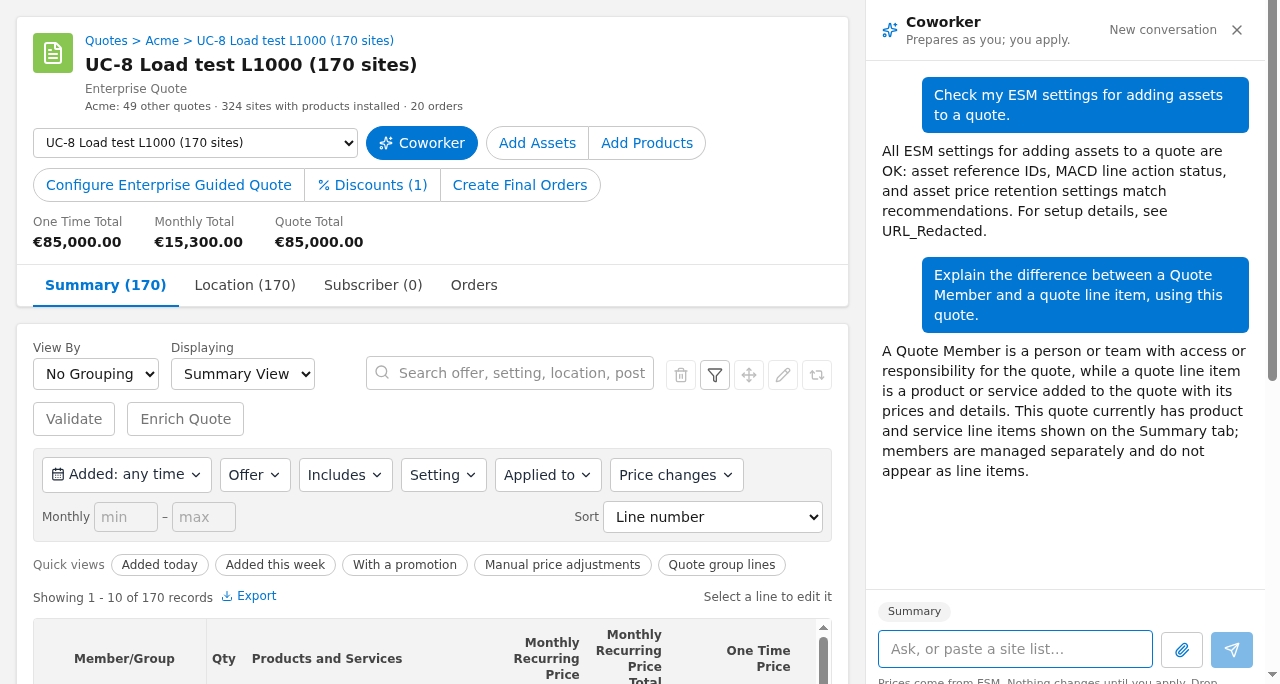 Quotes > Acme > UC-8 Load test L1000 (170 sites)
UC-8 Load test L1000 (170 sites)
Enterprise Quote
Acme: 49 other quotes · 324 sites with products installed · 20 orders
UC-8 Load test L1000 (170 sites)
Coworker
Add Assets
Add Products
Configure Enterprise Guided Quote
% Discounts (1)
Create Final Orders
One Time Total
Monthly Total
Quote Total
€85,000.00
€15,300.00
€85,000.00
Summary (170)
Location (170)
Subscriber (0)
Orders
View By
Displaying
No Grouping
Summary View
Search offer, setting, location, post
Validate
Enrich Quote
Added: any time
Offer
Includes
Setting
Applied to
Price changes
Monthly
min
–
max
Sort
Line number
Quick views
Added today
Added this week
With a promotion
Manual price adjustments
Quote group lines
Showing 1 - 10 of 170 records
Export
Select a line to edit it
Member/Group
Qty
Products and Services
Monthly
Recurring
Price
Monthly
Recurring
Price
Total
One Time
Price
Coworker
Prepares as you; you apply.
New conversation
Check my ESM settings for adding assets
to a quote.
All ESM settings for adding assets to a quote are
OK: asset reference IDs, MACD line action status,
and asset price retention settings match
recommendations. For setup details, see
URL_Redacted.
Explain the difference between a Quote
Member and a quote line item, using this
quote.
A Quote Member is a person or team with access or
responsibility for the quote, while a quote line item
is a product or service added to the quote with its
prices and details. This quote currently has product
and service line items shown on the Summary tab;
members are managed separately and do not
appear as line items.
Summary
Ask, or paste a site list…
Prices come from ESM. Nothing changes until you apply. Drop